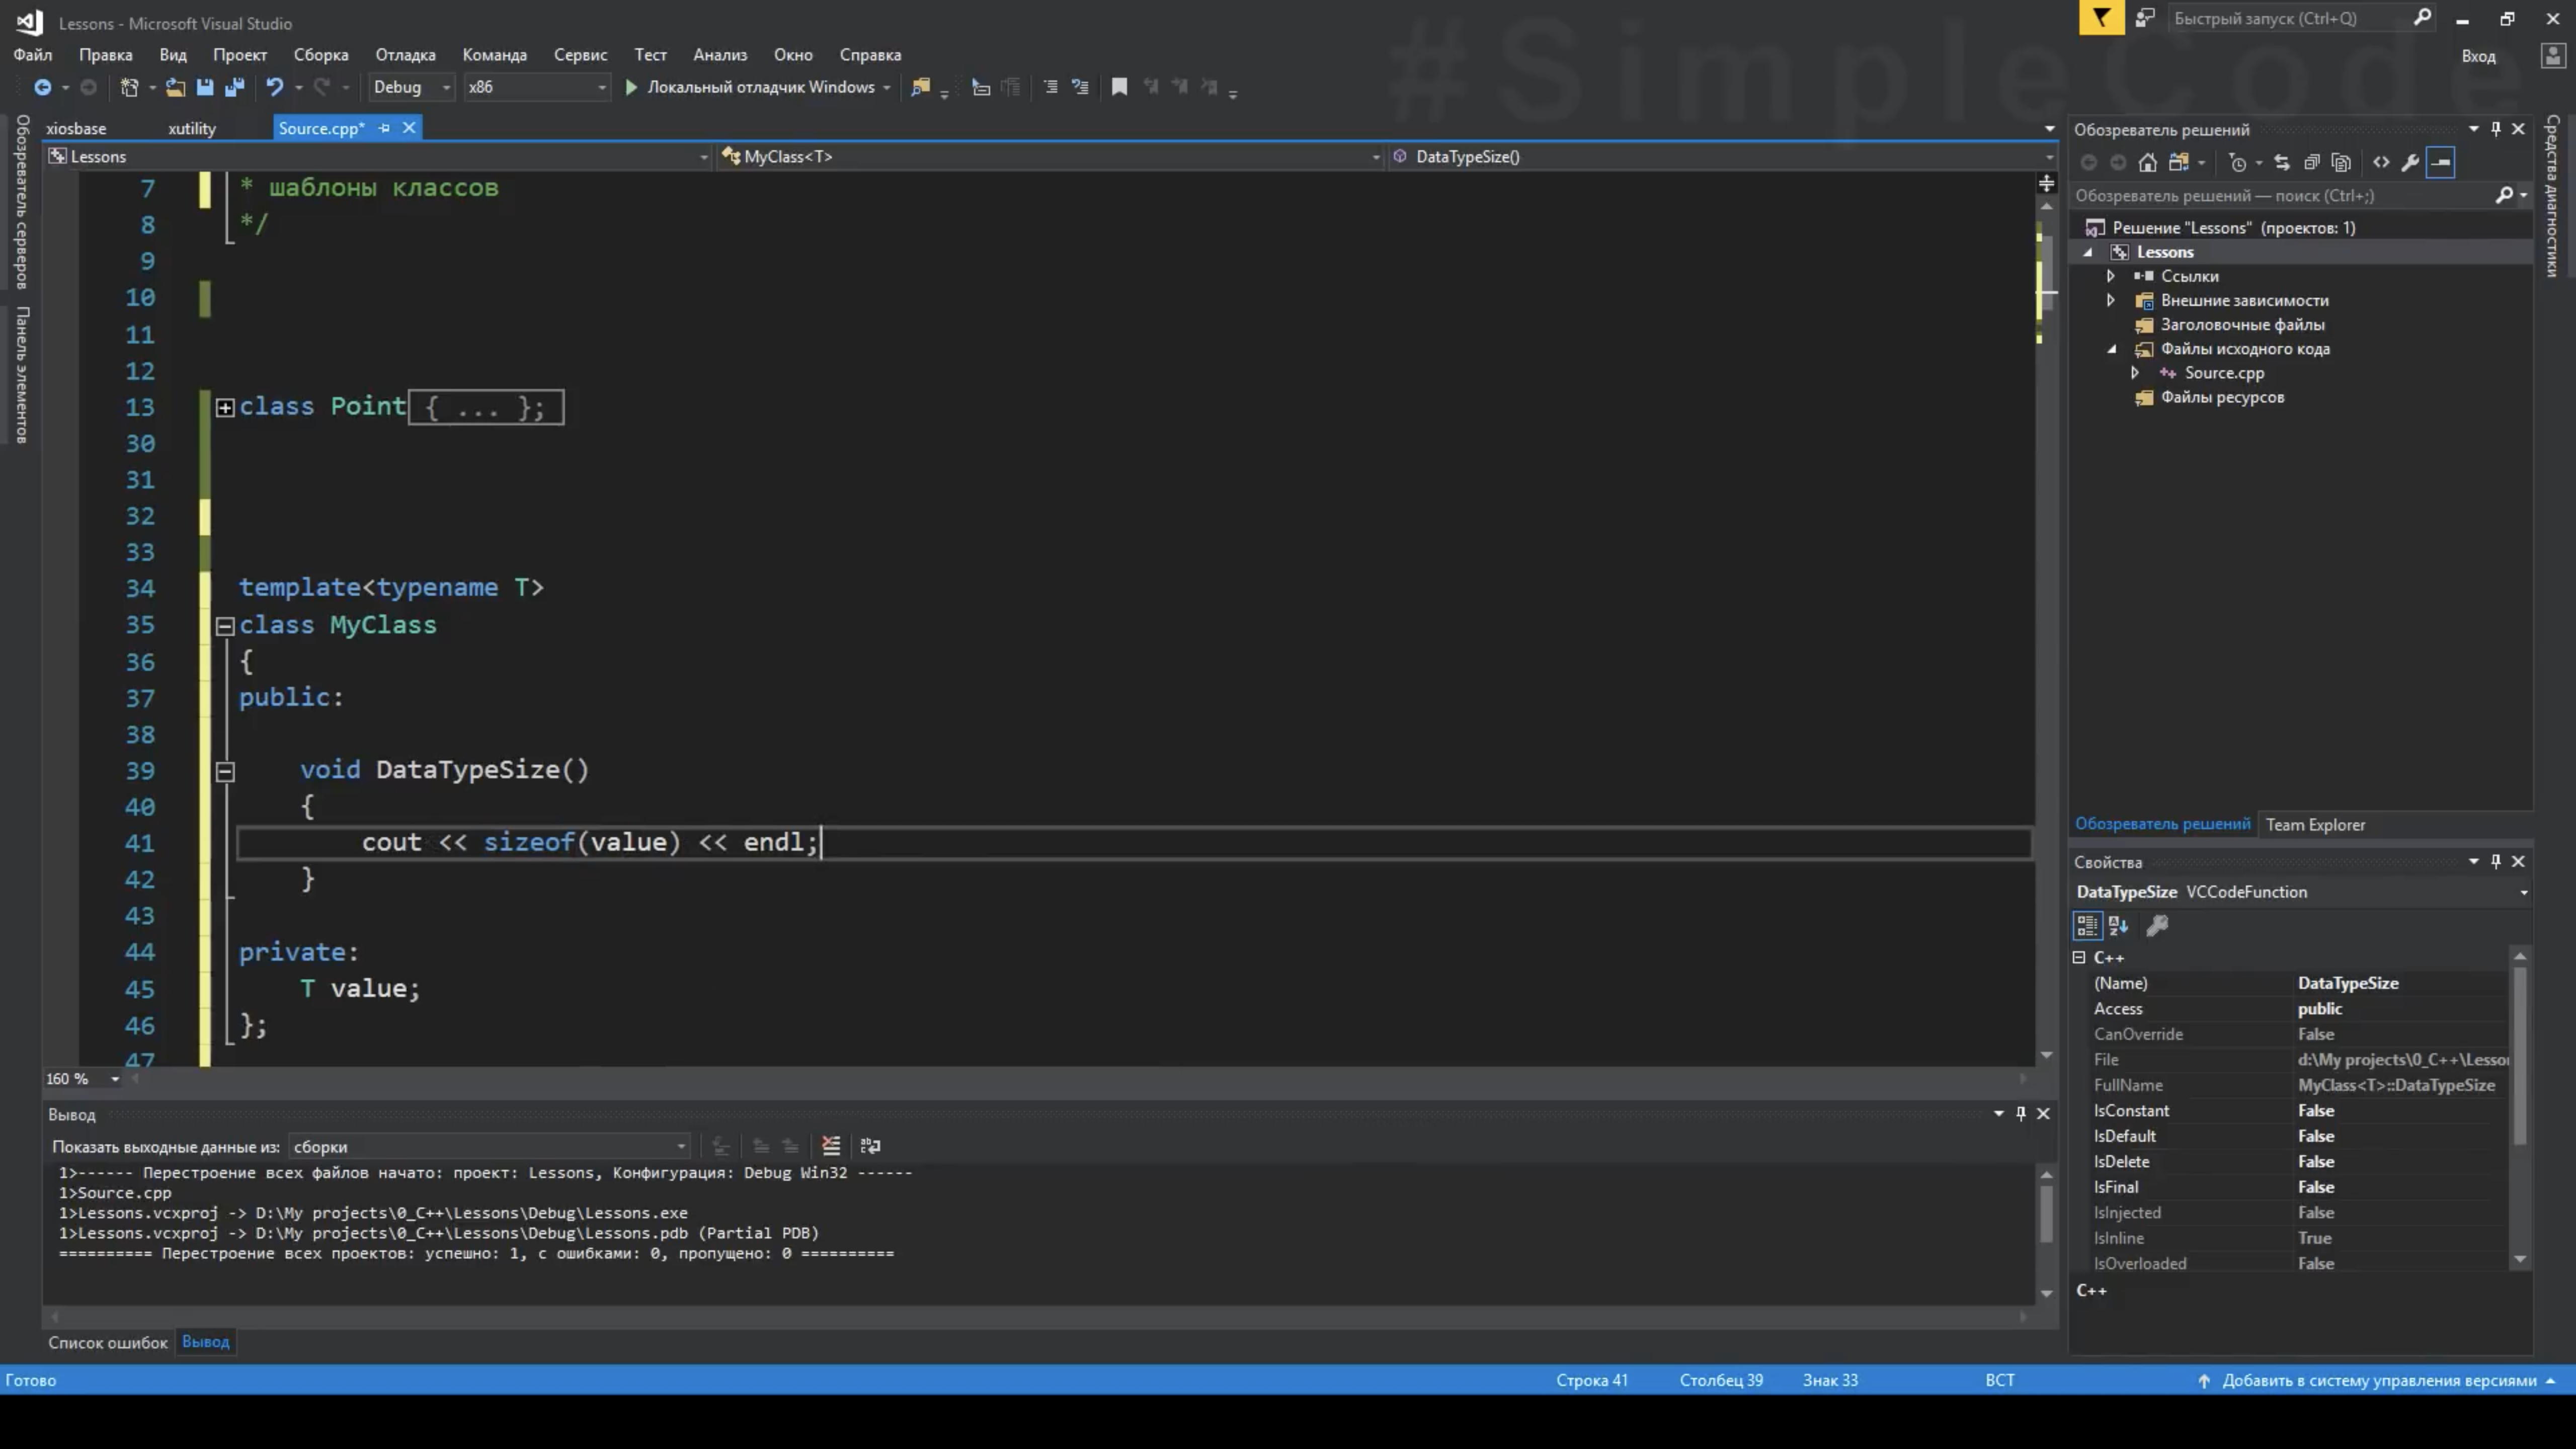 Lessons - Microsoft Visual Studio
#SimpleCode
Быстрый запуск (Ctrl+Q)
Файл Правка Вид Проект Сборка Отладка Команда Сервис Тест Анализ Окно Справка
Вход
Debug x86 Локальный отладчик Windows
Обозреватель серверов
Панель элементов
xiosbase xutility Source.cpp*
Lessons MyClass<T> DataTypeSize()
7 * шаблоны классов
8 */
9
10
11
12
13 class Point{ ... };
30
31
32
33
34 template<typename T>
35 class MyClass
36 {
37 public:
38
39 void DataTypeSize()
40 {
41 cout << sizeof(value) << endl;
42 }
43
44 private:
45 T value;
46 };
47
160 %
Вывод
Показать выходные данные из: сборки
1>------ Перестроение всех файлов начато: проект: Lessons, Конфигурация: Debug Win32 ------
1>Source.cpp
1>Lessons.vcxproj -> D:\My projects\0_C++\Lessons\Debug\Lessons.exe
1>Lessons.vcxproj -> D:\My projects\0_C++\Lessons\Debug\Lessons.pdb (Partial PDB)
========== Перестроение всех проектов: успешно: 1, с ошибками: 0, пропущено: 0 ==========
Список ошибок Вывод
Обозреватель решений
Обозреватель решений — поиск (Ctrl+;)
Решение "Lessons" (проектов: 1)
Lessons
Ссылки
Внешние зависимости
Заголовочные файлы
Файлы исходного кода
Source.cpp
Файлы ресурсов
Обозреватель решений Team Explorer
Свойства
DataTypeSize VCCodeFunction
C++
(Name) DataTypeSize
Access public
CanOverride False
File d:\My projects\0_C++\Lesso
FullName MyClass<T>::DataTypeSize
IsConstant False
IsDefault False
IsDelete False
IsFinal False
IsInjected False
IsInline True
IsOverloaded False
C++
Средства диагностики
Готово Строка 41 Столбец 39 Знак 33 ВСТ Добавить в систему управления версиями